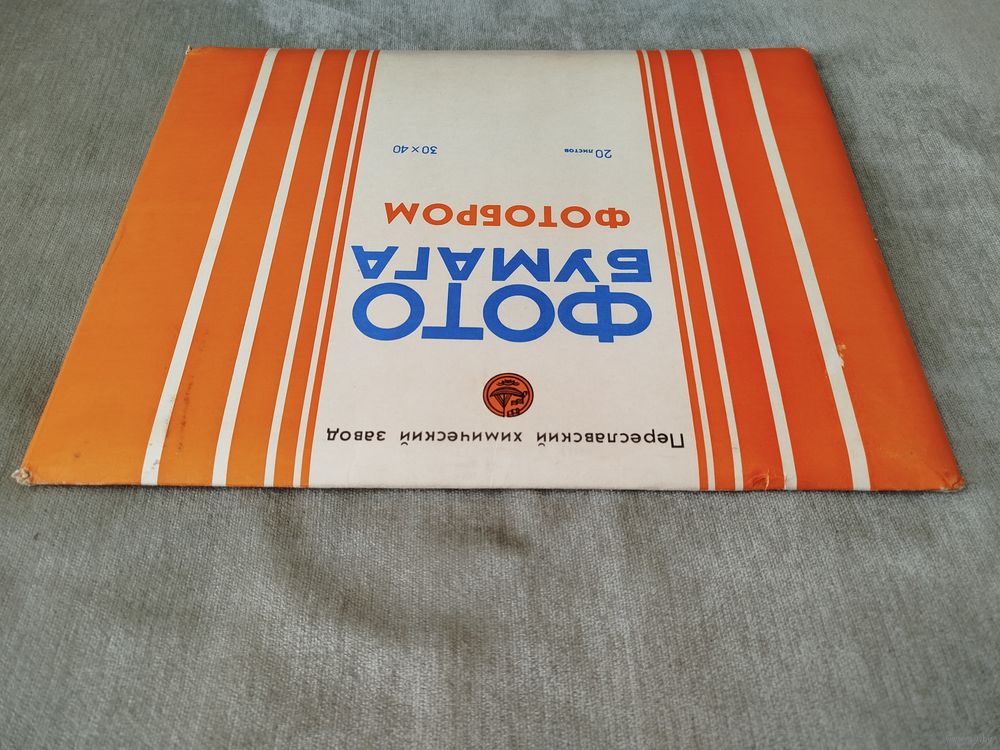 Переславский химический завод
ФОТО
БУМАГА
ФОТОБРОМ
20 листов 30×40